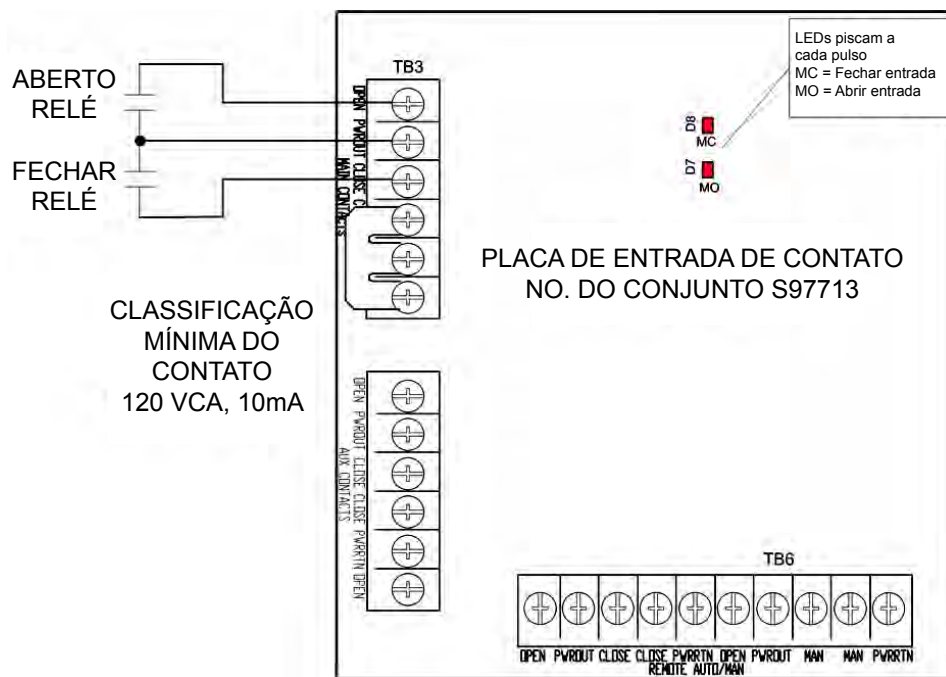 LEDs piscam a
cada pulso
MC = Fechar entrada
MO = Abrir entrada
TB3
ABERTO
RELÉ
FECHAR
RELÉ
OPEN PWROUT CLOSE C
MAIN CONTACTS
D8
MC
D7
MO
PLACA DE ENTRADA DE CONTATO
NO. DO CONJUNTO S97713
CLASSIFICAÇÃO
MÍNIMA DO
CONTATO
120 VCA, 10mA
OPEN PWROUT CLOSE CLOSE PWRRTN OPEN
AUX CONTACTS
TB6
OPEN PWROUT CLOSE CLOSE PWRRTN OPEN PWROUT MAN MAN PWRRTN
REMOTE AUTO/MAN